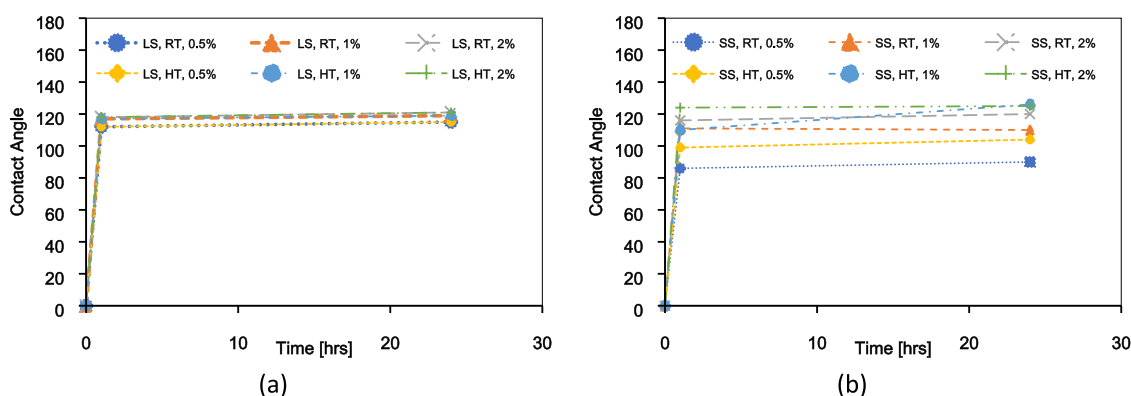 180
160
140
120
100
80
60
40
20
0
Contact Angle
LS, RT, 0.5%
LS, RT, 1%
LS, RT, 2%
LS, HT, 0.5%
LS, HT, 1%
LS, HT, 2%
0
10
20
30
Time [hrs]
(a)
180
160
140
120
100
80
60
40
20
0
Contact Angle
SS, RT, 0.5%
SS, RT, 1%
SS, RT, 2%
SS, HT, 0.5%
SS, HT, 1%
SS, HT, 2%
0
10
20
30
Time [hrs]
(b)